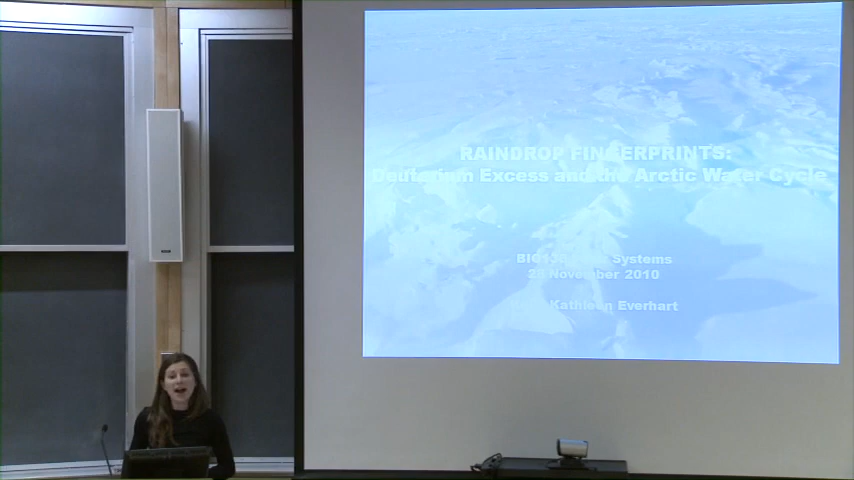 RAINDROP FINGERPRINTS:
Deuterium Excess and the Arctic Water Cycle
Systems
29 November 2010
Kathleen Everhart